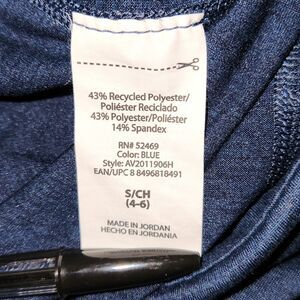 43% Recycled Polyester/
Poliéster Reciclado
43% Polyester/Poliéster
14% Spandex
RN# 52469
Color: BLUE
Style: AV2011906H
EAN/UPC 8 8496818491
S/CH
(4-6)
MADE IN JORDAN
HECHO EN JORDANIA